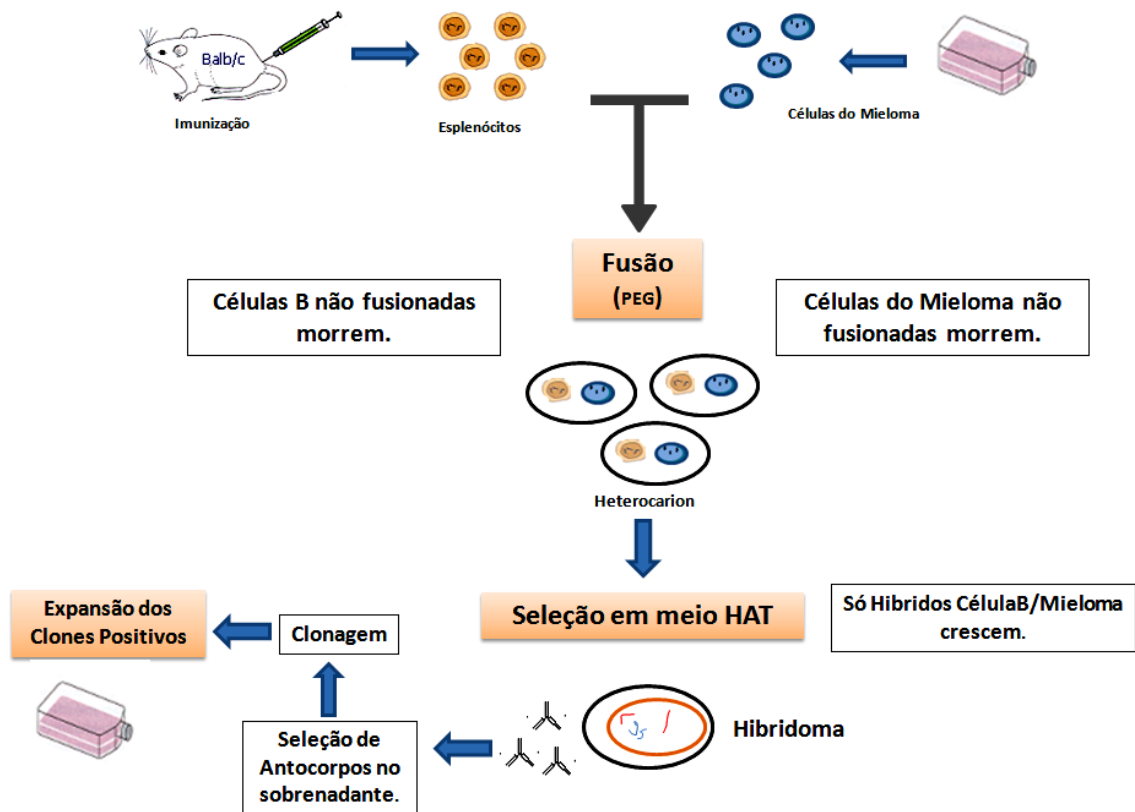 Balb/c
Imunização
Esplenócitos
Células do Mieloma
Fusão
(PEG)
Células B não fusionadas
morrem.
Células do Mieloma não
fusionadas morrem.
Heterocarion
Seleção em meio HAT
Só Hibridos CélulaB/Mieloma
crescem.
Expansão dos
Clones Positivos
Clonagem
Hibridoma
Seleção de
Antocorpos no
sobrenadante.